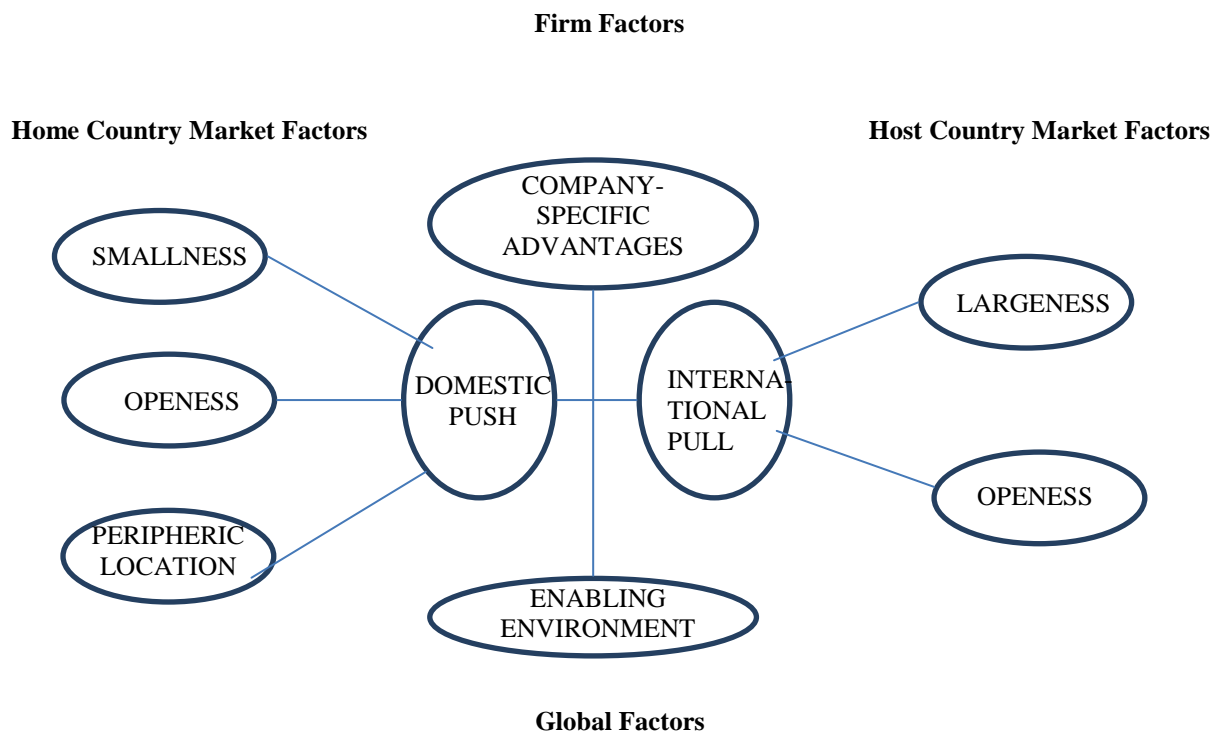 Firm Factors
Home Country Market Factors
Host Country Market Factors
COMPANY-
SPECIFIC
ADVANTAGES
SMALLNESS
LARGENESS
OPENESS
DOMESTIC
PUSH
INTERNA-
TIONAL
PULL
OPENESS
PERIPHERIC
LOCATION
ENABLING
ENVIRONMENT
Global Factors